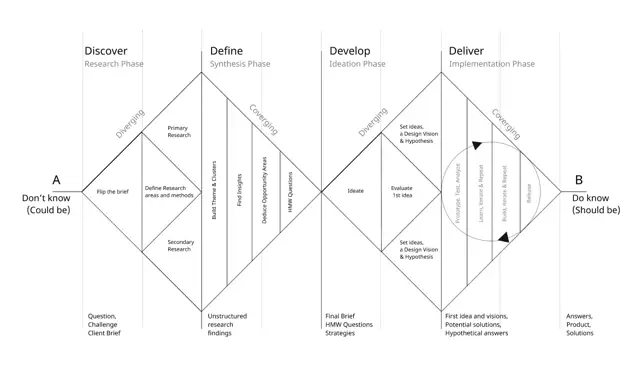 Discover
Research Phase
Define
Synthesis Phase
Develop
Ideation Phase
Deliver
Implementation Phase
Diverging
Coverging
Diverging
Coverging
A
Don't know
(Could be)
Flip the brief
Primary
Research
Define Research
areas and methods
Secondary
Research
Build Theme & Clusters
Find Insights
Deduce Opportunity Areas
HMW Questions
Ideate
Set ideas,
a Design Vision
& Hypothesis
Evaluate
1st idea
Set ideas,
a Design Vision
& Hypothesis
Prototype, Test, Analyze
Learn, Itirrate & Repeat
Build, itirrate & Repeat
Release
B
Do know
(Should be)
Question,
Challenge
Client Brief
Unstructured
research
findings
Final Brief
HMW Questions
Strategies
First idea and visions,
Potential solutions,
Hypothetical answers
Answers,
Product,
Solutions